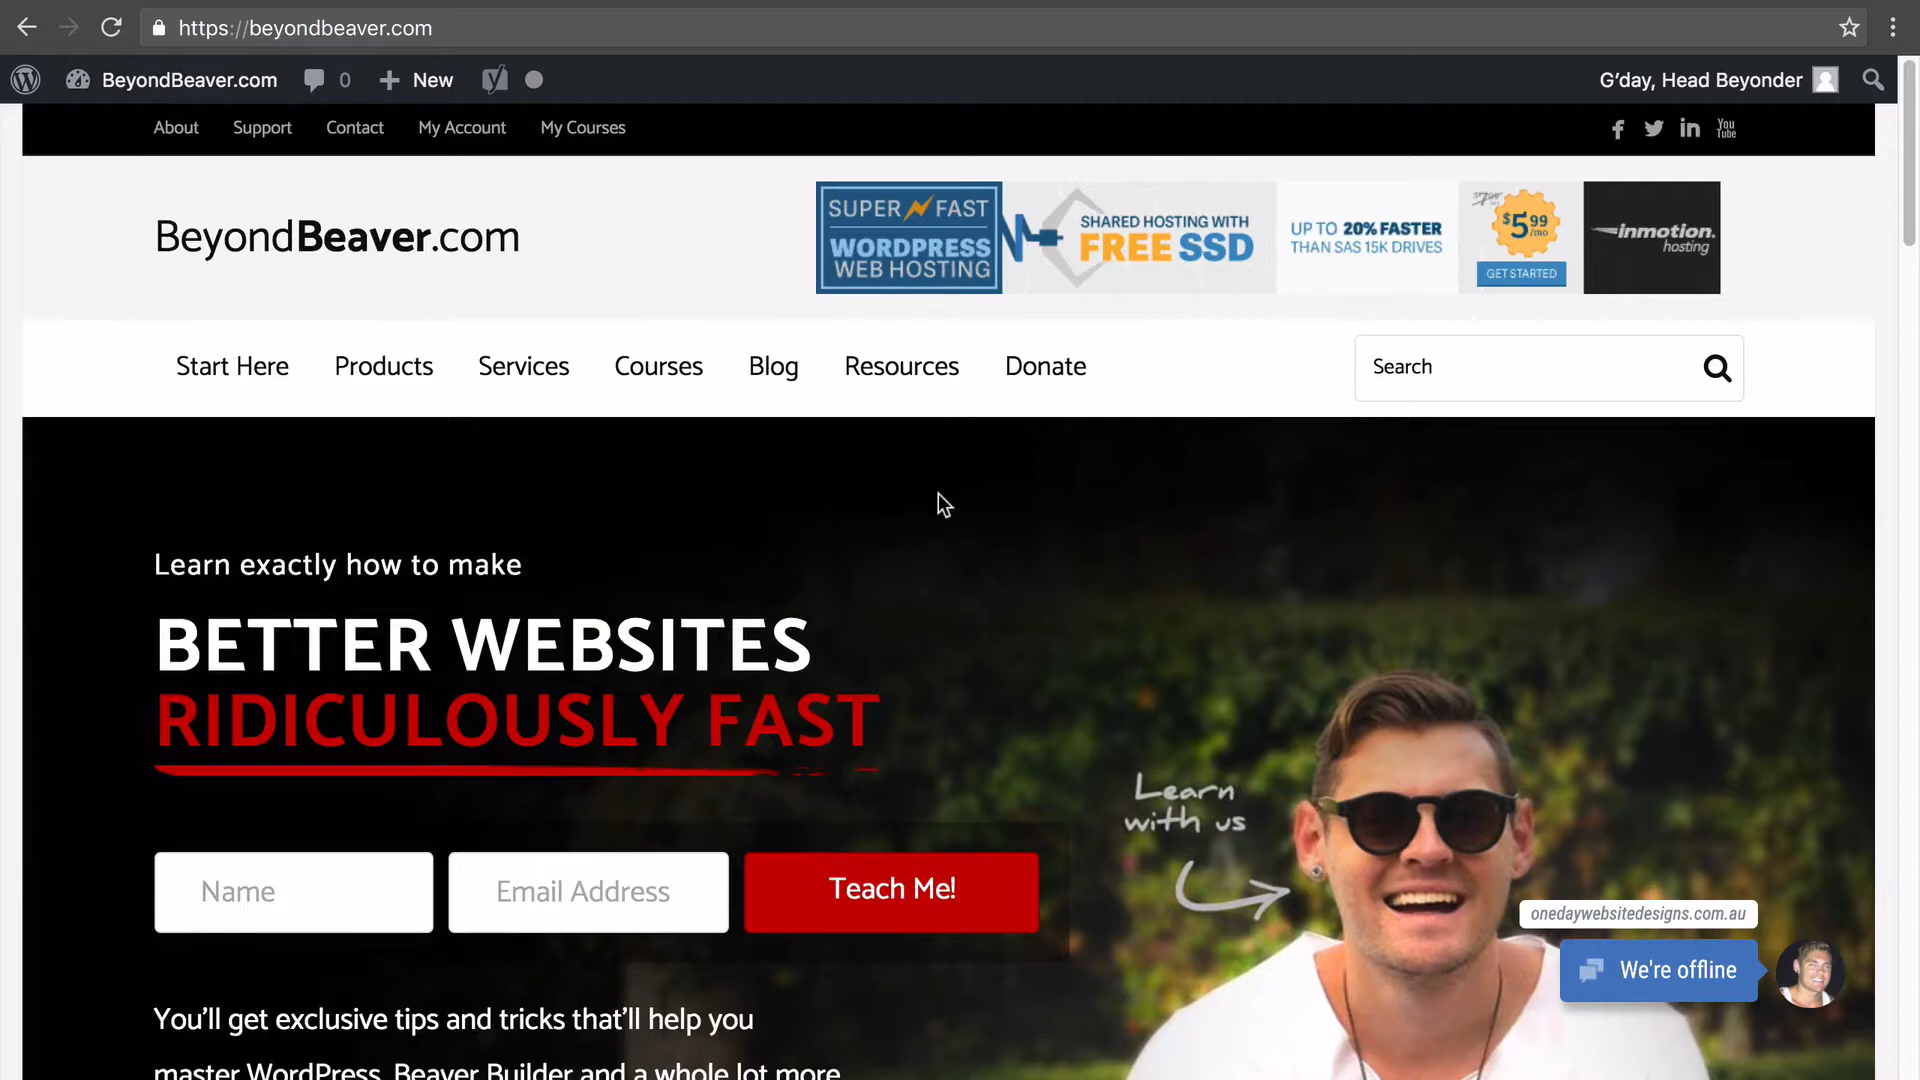 https://beyondbeaver.com
BeyondBeaver.com 0 New G'day, Head Beyonder
About Support Contact My Account My Courses
You Tube
BeyondBeaver.com
SUPER FAST
WORDPRESS
WEB HOSTING
SHARED HOSTING WITH
FREE SSD
UP TO 20% FASTER
THAN SAS 15K DRIVES
$7.99
$5.99
/mo
GET STARTED
inmotion.
hosting
Start Here Products Services Courses Blog Resources Donate Search
Learn exactly how to make
BETTER WEBSITES
RIDICULOUSLY FAST
Learn
with us
Name Email Address Teach Me!
onedaywebsitedesigns.com.au
We're offline
You'll get exclusive tips and tricks that'll help you
master WordPress, Beaver Builder and a whole lot more